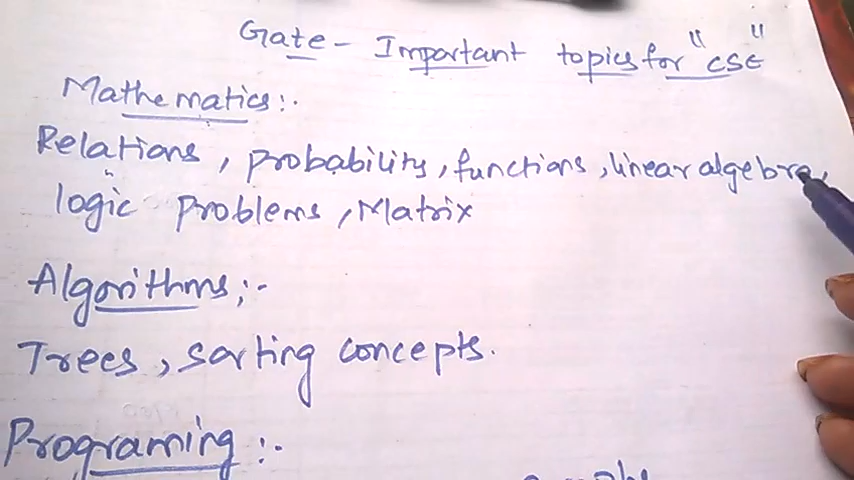 Gate - Important topics for "CSE"
Mathematics:-
Relations, probability, functions, linear algebra,
logic problems, Matrix
Algorithms;-
Trees, sorting concepts.
Programing:-